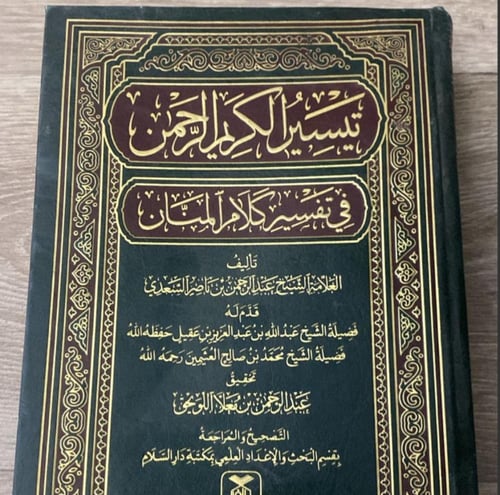 تيسير الكريم الرحمن
في تفسير كلام المنان
تأليف
العلامة الشيخ عبد الرحمن بن ناصر السعدي
قدم له
فضيلة الشيخ عبد الله بن عبد العزيز بن عقيل حفظه الله
فضيلة الشيخ محمد بن صالح العثيمين رحمه الله
تحقيق
عبد الرحمن بن معلا اللويحق
التصحيح والمراجعة
بقسم البحث والإعداد العلمي بمكتبة دار السلام